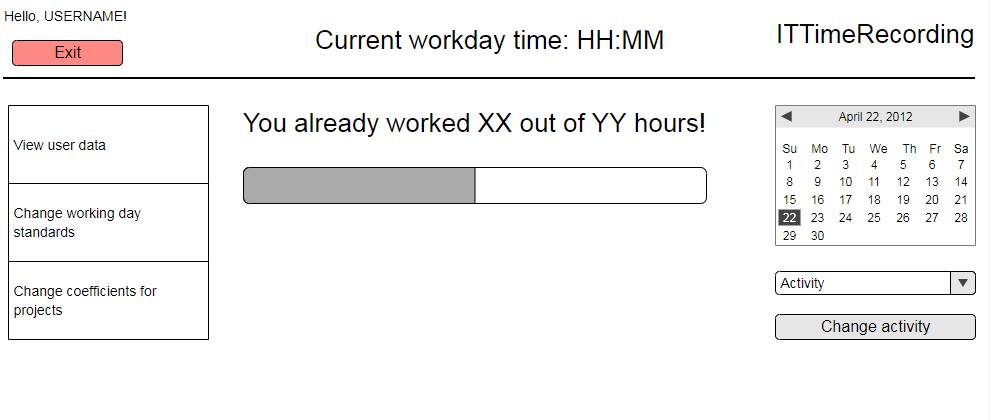 Hello, USERNAME!
Exit
Current workday time: HH:MM
ITTimeRecording
View user data
Change working day
standards
Change coefficients for
projects
You already worked XX out of YY hours!
April 22, 2012
Su Mo Tu We Th Fr Sa
1 2 3 4 5 6 7
8 9 10 11 12 13 14
15 16 17 18 19 20 21
22 23 24 25 26 27 28
29 30
Activity
Change activity